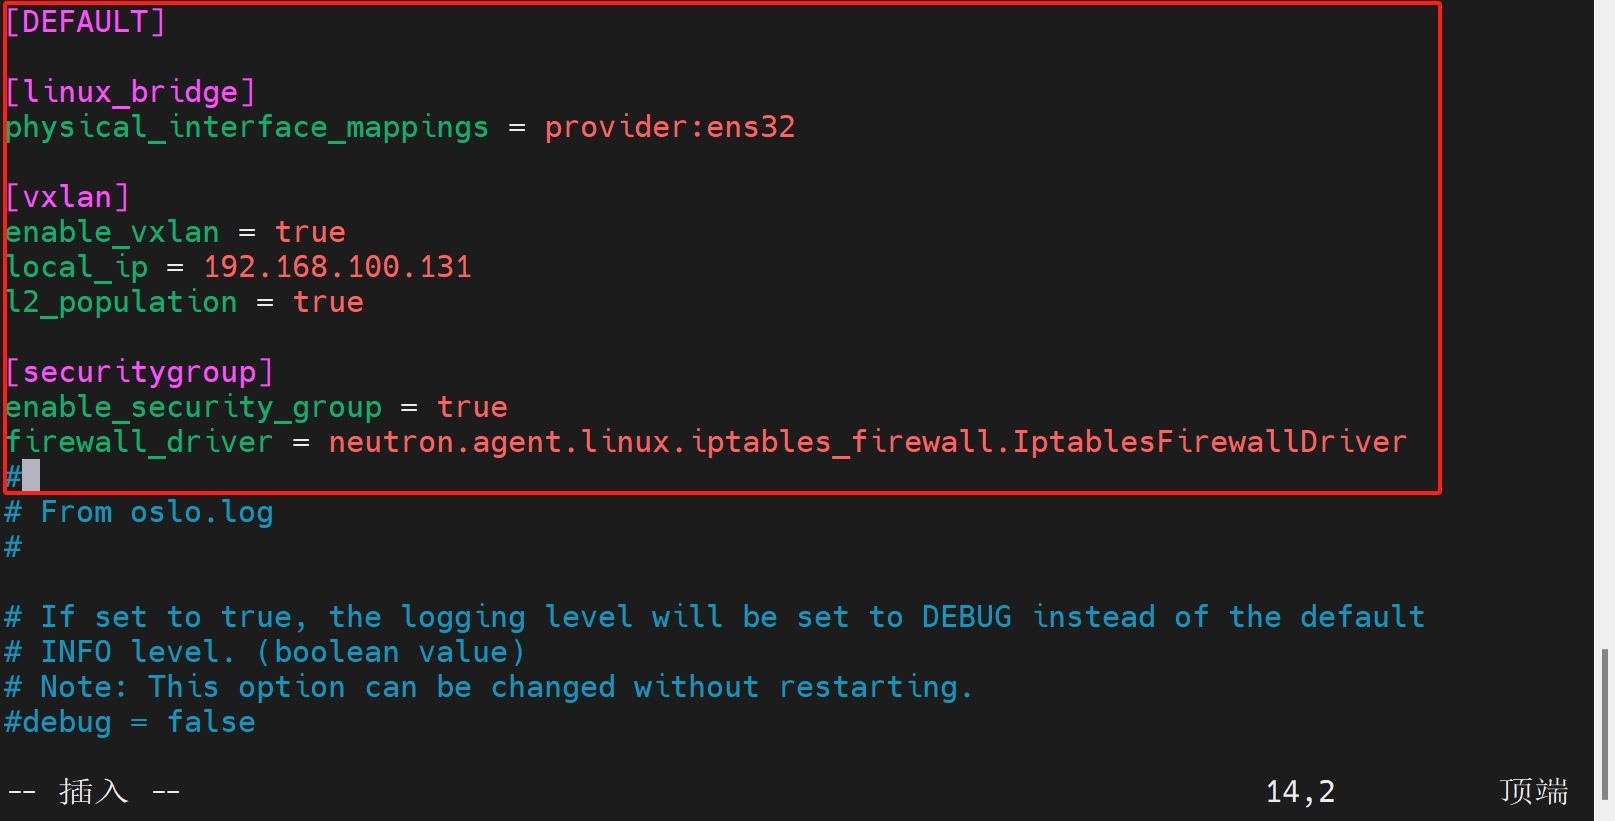 [DEFAULT]
[linux_bridge]
physical_interface_mappings = provider:ens32
[vxlan]
enable_vxlan = true
local_ip = 192.168.100.131
l2_population = true
[securitygroup]
enable_security_group = true
firewall_driver = neutron.agent.linux.iptables_firewall.IptablesFirewallDriver
#
# From oslo.log
#
# If set to true, the logging level will be set to DEBUG instead of the default
# INFO level. (boolean value)
# Note: This option can be changed without restarting.
#debug = false
-- 插入 -- 14,2 顶端